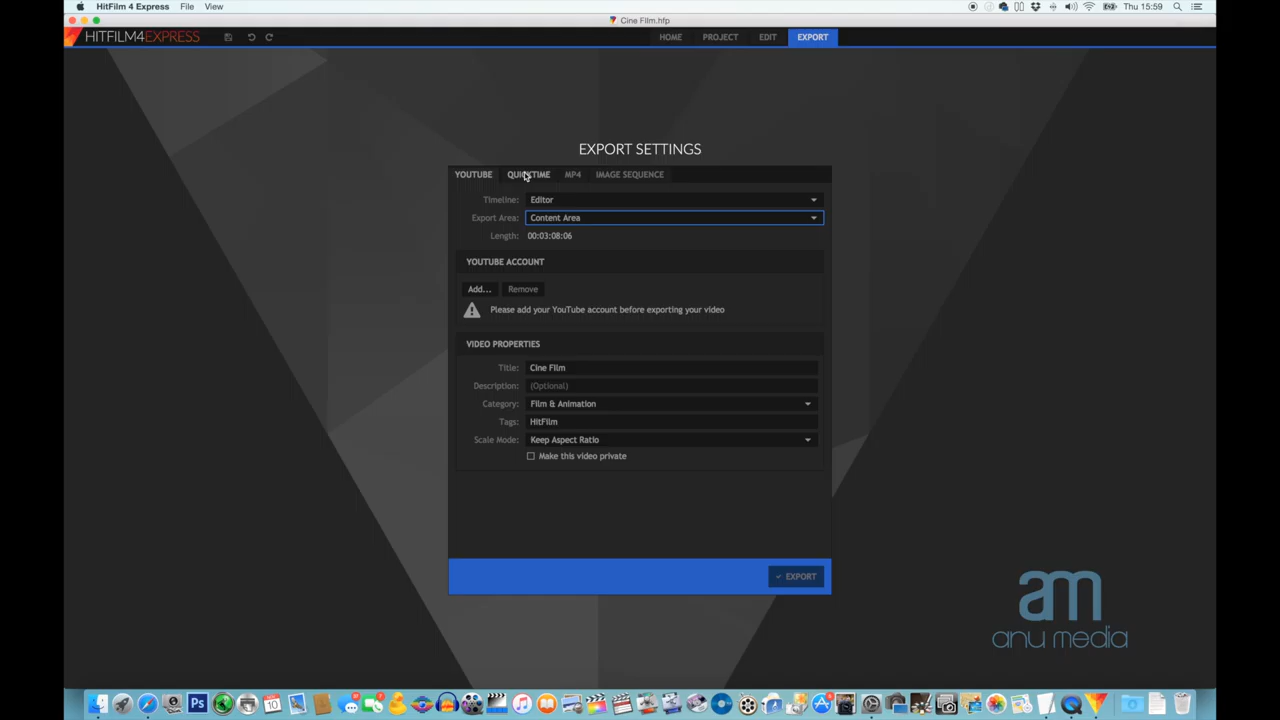 HitFilm 4 Express File View Thu 15:59
Cine Film.hfp
HITFILM4EXPRESS HOME PROJECT EDIT EXPORT
EXPORT SETTINGS
YOUTUBE QUICKTIME MP4 IMAGE SEQUENCE
Timeline: Editor
Export Area: Content Area
Length: 00:03:08:06
YOUTUBE ACCOUNT
Add... Remove
Please add your YouTube account before exporting your video
VIDEO PROPERTIES
Title: Cine Film
Description: (Optional)
Category: Film & Animation
Tags: HitFilm
Scale Mode: Keep Aspect Ratio
Make this video private
EXPORT
am
anu media